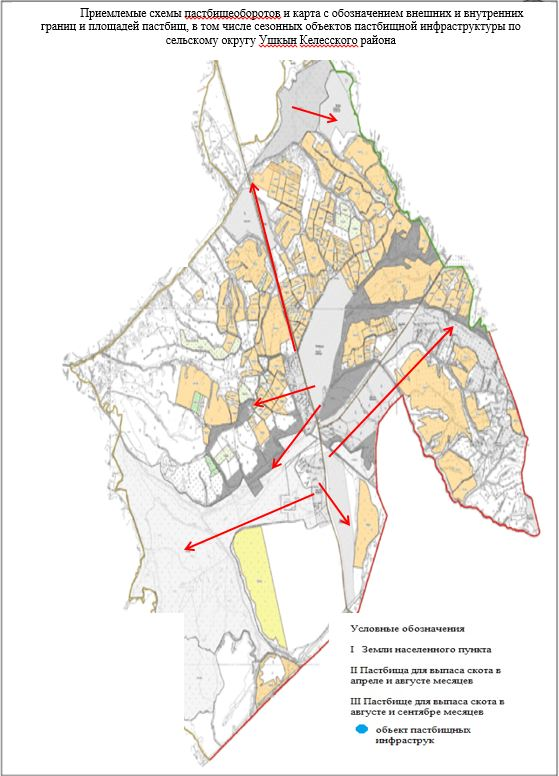 Приемлемые схемы пастбищеоборотов и карта с обозначением внешних и внутренних
границ и площадей пастбищ, в том числе сезонных объектов пастбищной инфраструктуры по
сельскому округу Ушкын Келесского района
Условные обозначения
I Земли населенного пункта
II Пастбища для выпаса скота в
апреле и августе месяцев
III Пастбище для выпаса скота в
августе и сентябре месяцев
объект пастбищных
инфраструк